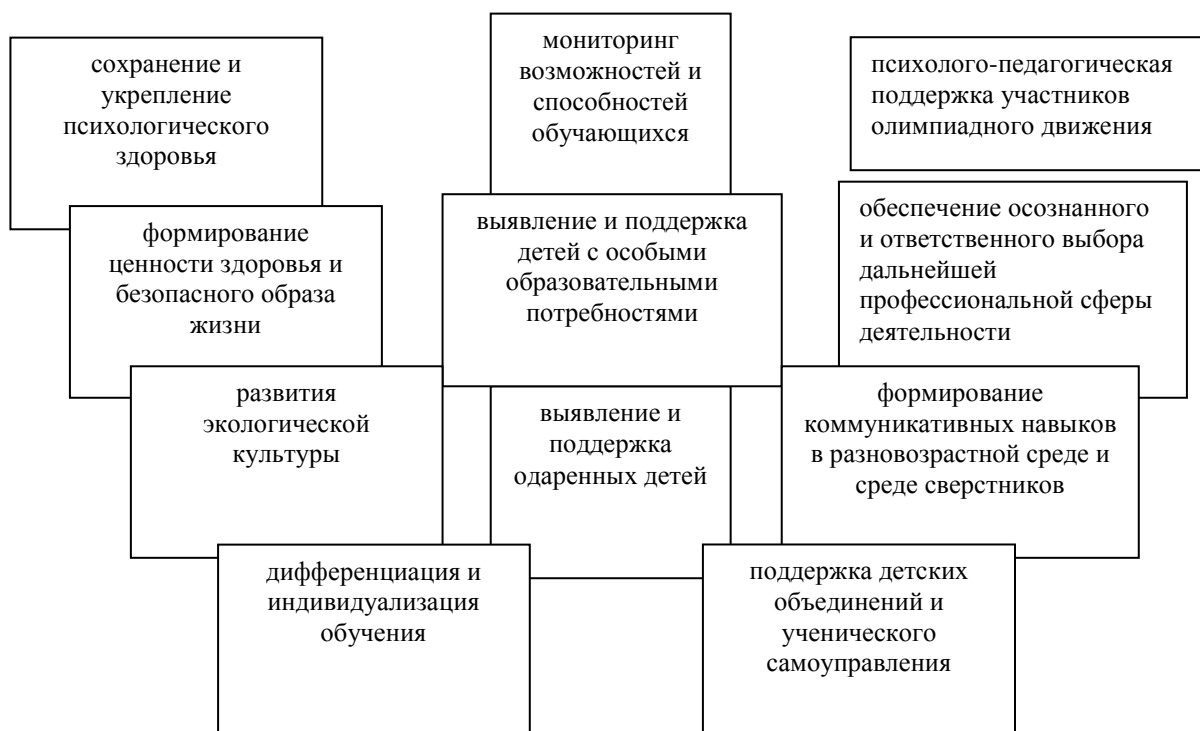 сохранение и
укрепление
психологического
здоровья
мониторинг
возможностей и
способностей
обучающихся
психолого-педагогическая
поддержка участников
олимпиадного движения
формирование
ценности здоровья и
безопасного образа
жизни
выявление и поддержка
детей с особыми
образовательными
потребностями
обеспечение осознанного
и ответственного выбора
дальнейшей
профессиональной сферы
деятельности
развития
экологической
культуры
выявление и
поддержка
одаренных детей
формирование
коммуникативных навыков
в разновозрастной среде и
среде сверстников
дифференциация и
индивидуализация
обучения
поддержка детских
объединений и
ученического
самоуправления